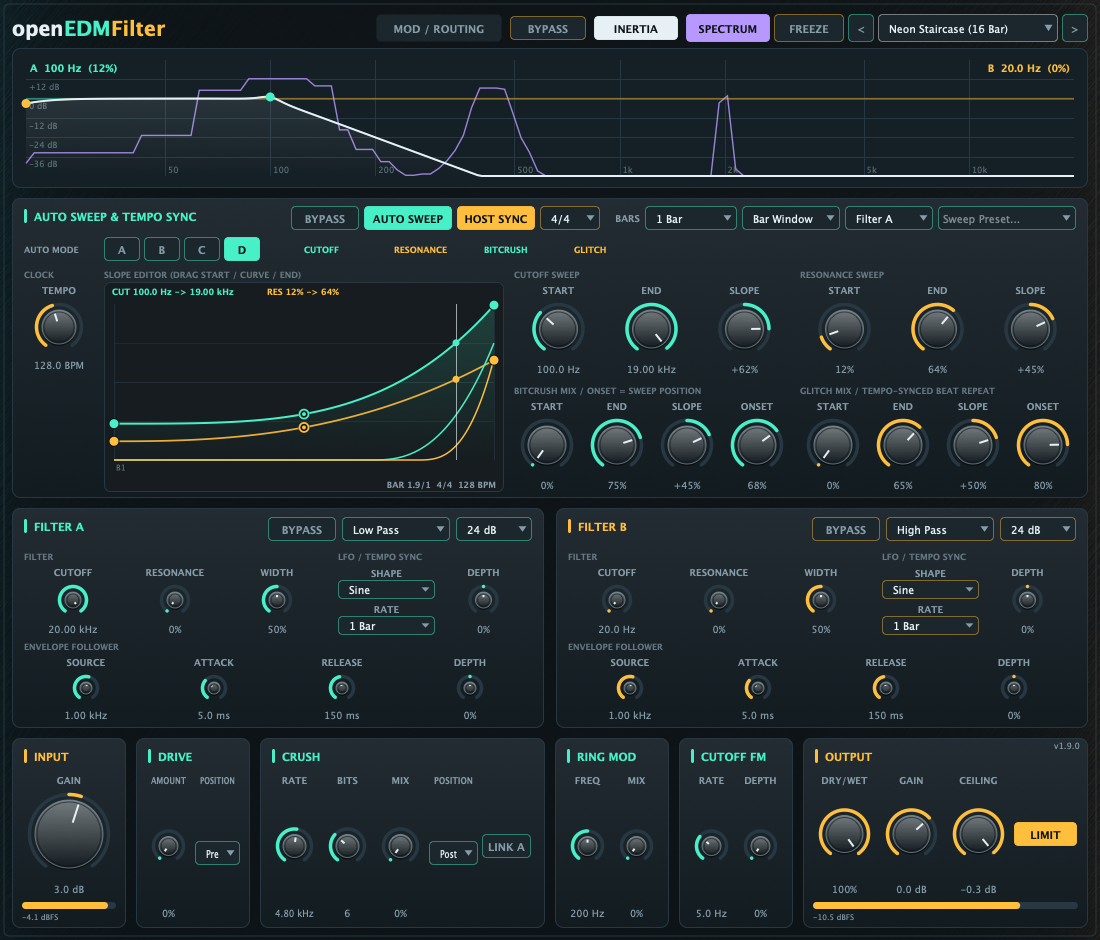 openEDMFilter
MOD / ROUTING BYPASS INERTIA SPECTRUM FREEZE < Neon Staircase (16 Bar) >
A 100 Hz (12%) B 20.0 Hz (0%)
+12 dB
0 dB
-12 dB
-24 dB
-36 dB
50 100 200 500 1k 2k 5k 10k
AUTO SWEEP & TEMPO SYNC BYPASS AUTO SWEEP HOST SYNC 4/4 BARS 1 Bar Bar Window Filter A Sweep Preset...
AUTO MODE A B C D CUTOFF RESONANCE BITCRUSH GLITCH
CLOCK SLOPE EDITOR (DRAG START / CURVE / END) CUTOFF SWEEP RESONANCE SWEEP
TEMPO CUT 100.0 Hz -> 19.00 kHz RES 12% -> 64% START END SLOPE START END SLOPE
128.0 BPM 100.0 Hz 19.00 kHz +62% 12% 64% +45%
BITCRUSH MIX / ONSET = SWEEP POSITION GLITCH MIX / TEMPO-SYNCED BEAT REPEAT
START END SLOPE ONSET START END SLOPE ONSET
B1
BAR 1.9/1 4/4 128 BPM 0% 75% +45% 68% 0% 65% +50% 80%
FILTER A BYPASS Low Pass 24 dB
FILTER LFO / TEMPO SYNC
CUTOFF RESONANCE WIDTH SHAPE DEPTH
Sine
RATE
20.00 kHz 0% 50% 1 Bar 0%
ENVELOPE FOLLOWER
SOURCE ATTACK RELEASE DEPTH
1.00 kHz 5.0 ms 150 ms 0%
FILTER B BYPASS High Pass 24 dB
FILTER LFO / TEMPO SYNC
CUTOFF RESONANCE WIDTH SHAPE DEPTH
Sine
RATE
20.0 Hz 0% 50% 1 Bar 0%
ENVELOPE FOLLOWER
SOURCE ATTACK RELEASE DEPTH
1.00 kHz 5.0 ms 150 ms 0%
INPUT
GAIN
3.0 dB
-4.1 dBFS
DRIVE
AMOUNT POSITION
Pre
0%
CRUSH
RATE BITS MIX POSITION
Post LINK A
4.80 kHz 6 0%
RING MOD
FREQ MIX
200 Hz 0%
CUTOFF FM
RATE DEPTH
5.0 Hz 0%
v1.9.0
OUTPUT
DRY/WET GAIN CEILING
LIMIT
100% 0.0 dB -0.3 dB
-10.5 dBFS